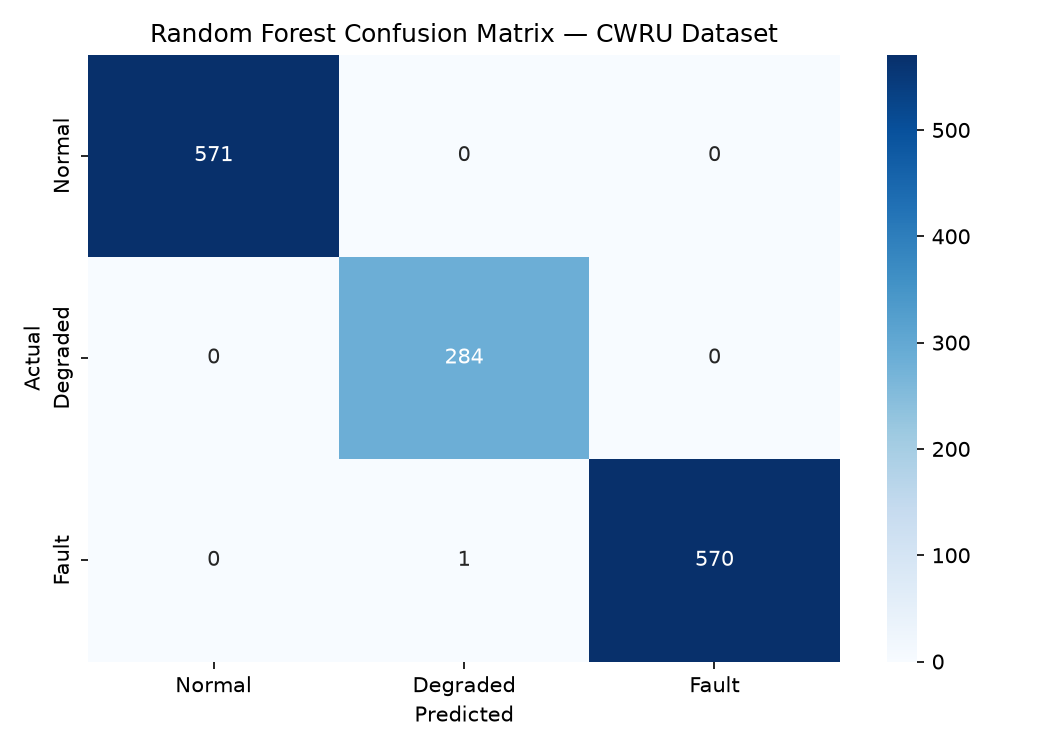 Random Forest Confusion Matrix — CWRU Dataset
Actual
Normal
571 0 0
Degraded
0 284 0
Fault
0 1 570
Normal Degraded Fault
Predicted
500
400
300
200
100
0